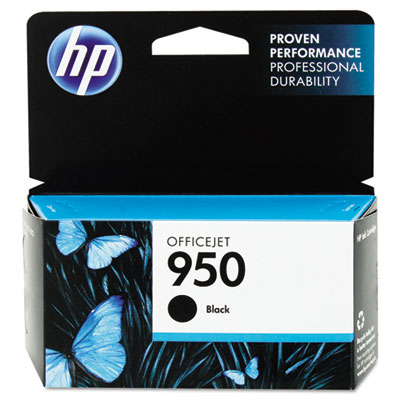 hp
PROVEN
PERFORMANCE
PROFESSIONAL
DURABILITY
OFFICEJET
950
Black